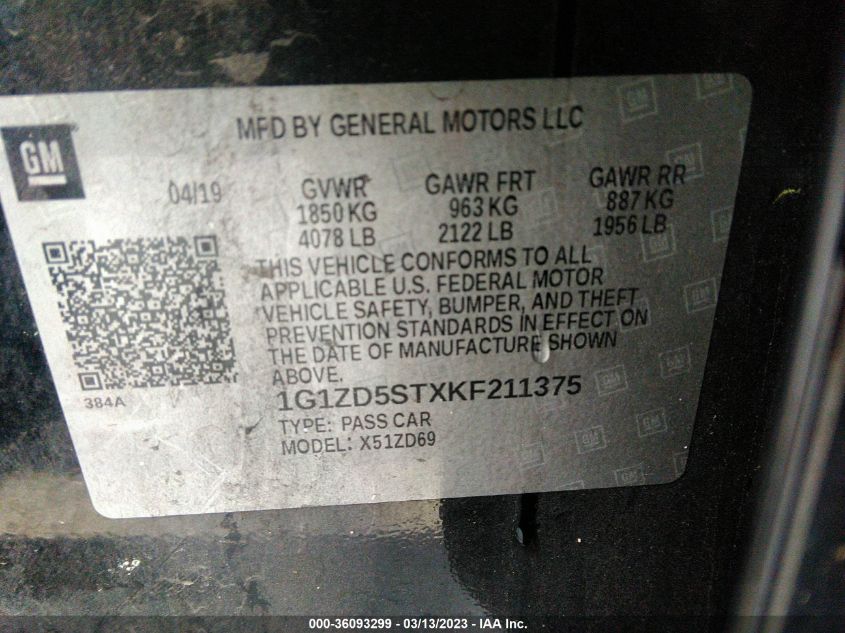 MFD BY GENERAL MOTORS LLC
GM
04/19
GVWR GAWR FRT GAWR RR
1850 KG 963 KG 887 KG
4078 LB 2122 LB 1956 LB
THIS VEHICLE CONFORMS TO ALL
APPLICABLE U.S. FEDERAL MOTOR
VEHICLE SAFETY, BUMPER, AND THEFT
PREVENTION STANDARDS IN EFFECT ON
THE DATE OF MANUFACTURE SHOWN
ABOVE.
384A
1G1ZD5STXKF211375
TYPE: PASS CAR
MODEL: X51ZD69
000-36093299 - 03/13/2023 - IAA Inc.